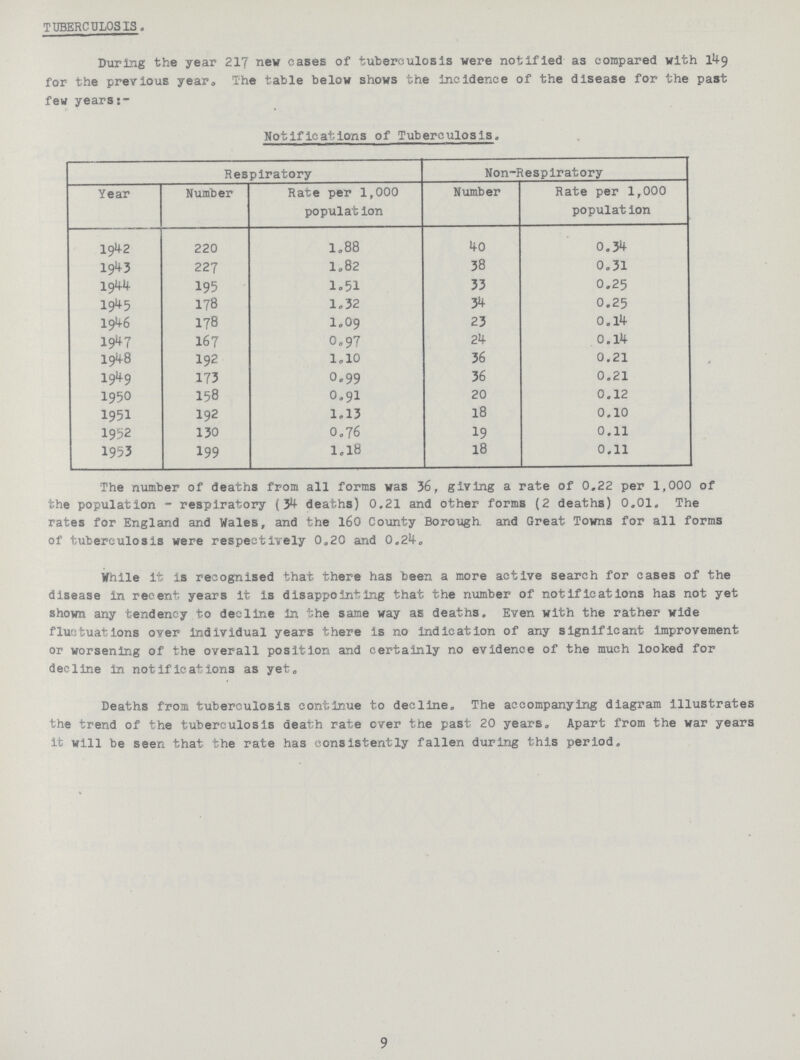 TUBERCULOSIS.
During the year 217 new cases of tuberculosis were notified as compared with 149
for the previous year. The table below shows the incidence of the disease for the past
few years:-
Notifications of Tuberculosis.
Respiratory Non-Respiratory
Year Number Rate per 1,000 population Number Rate per 1,000 population
1942 220 1.88 40 0.34
1943 227 1.82 38 0.31
1944 195 1.51 33 0.25
1945 178 1.32 34 0.25
1946 178 1.09 23 0.14
1947 167 0.97 24 0.14
1948 192 1.10 36 0.21
1949 173 0.99 36 0.21
1950 158 0.91 20 0.12
1951 192 1.13 18 0.10
1952 130 0.76 19 0.11
1953 199 1.18 18 0.11
The number of deaths from all forms was 36, giving a rate of 0.22 per 1,000 of
the population - respiratory (34 deaths) 0.21 and other forms (2 deaths) 0.01. The
rates for England and Wales, and the 160 County Borough and Great Towns for all forms
of tuberculosis were respectively 0.20 and 0.24.
While it is recognised that there has been a more active search for cases of the
disease in recent years it is disappointing that the number of notifications has not yet
shown any tendency to decline in the same way as deaths. Even with the rather wide
fluctuations over individual years there is no indication of any significant improvement
or worsening of the overall position and certainly no evidence of the much looked for
decline in notifications as yet.
Deaths from tuberculosis continue to decline. The accompanying diagram illustrates
the trend of the tuberculosis death rate over the past 20 years. Apart from the war years
it will be seen that the rate has consistently fallen during this period.
9